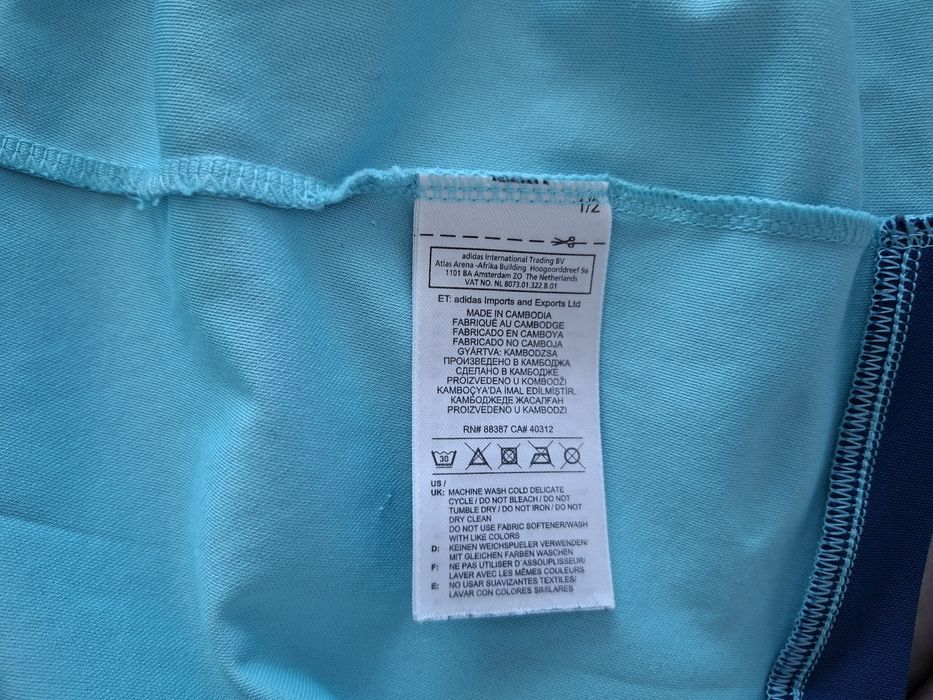 1/2
adidas International Trading BV
Atlas Arena -Afrika Building Hoogoorddreef 9a
1101 BA Amsterdam ZO The Netherlands
VAT NO. NL 8073.01.322.B.01
ET: adidas Imports and Exports Ltd
MADE IN CAMBODIA
FABRIQUÉ AU CAMBODGE
FABRICADO EN CAMBOYA
FABRICADO NO CAMBOJA
GYÁRTVA: KAMBODZSA
ПРОИЗВЕДЕНО В КАМБОДЖА
СДЕЛАНО В КАМБОДЖЕ
PROIZVEDENO U KOMBODŽI
KAMBOÇYA'DA İMAL EDİLMİŞTİR.
КАМБОДЖЕДЕ ЖАСАЛҒАН
PROIZVEDENO U KAMBODZI
RN# 88387 CA# 40312
30
US /
UK: MACHINE WASH COLD DELICATE
CYCLE / DO NOT BLEACH / DO NOT
TUMBLE DRY / DO NOT IRON / DO NOT
DRY CLEAN
DO NOT USE FABRIC SOFTENER/WASH
WITH LIKE COLORS
D: KEINEN WEICHSPUELER VERWENDEN/
MIT GLEICHEN FARBEN WASCHEN
F: NE PAS UTILISER D'ASSOUPLISSEUR/
LAVER AVEC LES MÊMES COULEURS
E: NO USAR SUAVIZANTES TEXTILES/
LAVAR CON COLORES SIMILARES